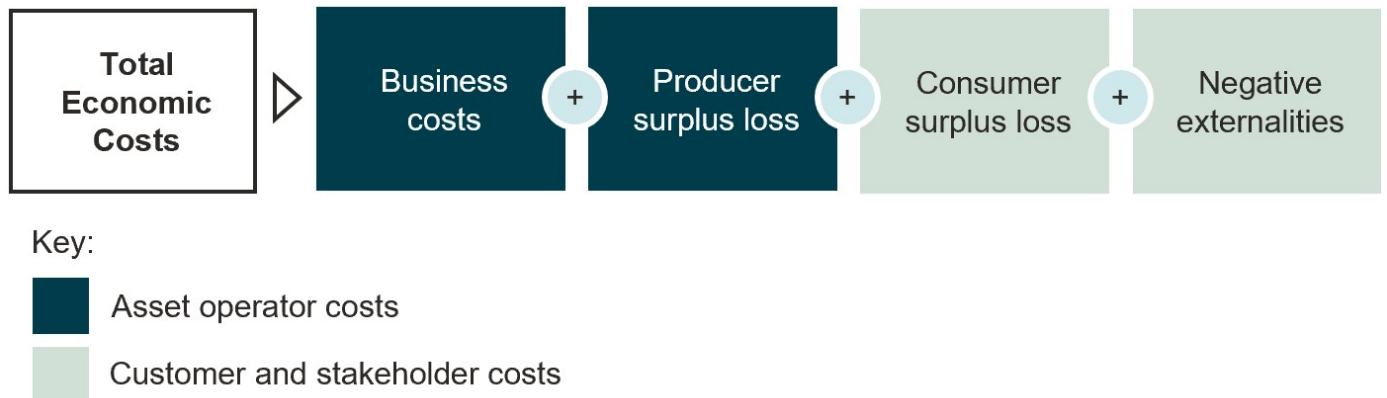 Total
Economic
Costs
Business
costs
+
Producer
surplus loss
+
Consumer
surplus loss
+
Negative
externalities
Key:
Asset operator costs
Customer and stakeholder costs